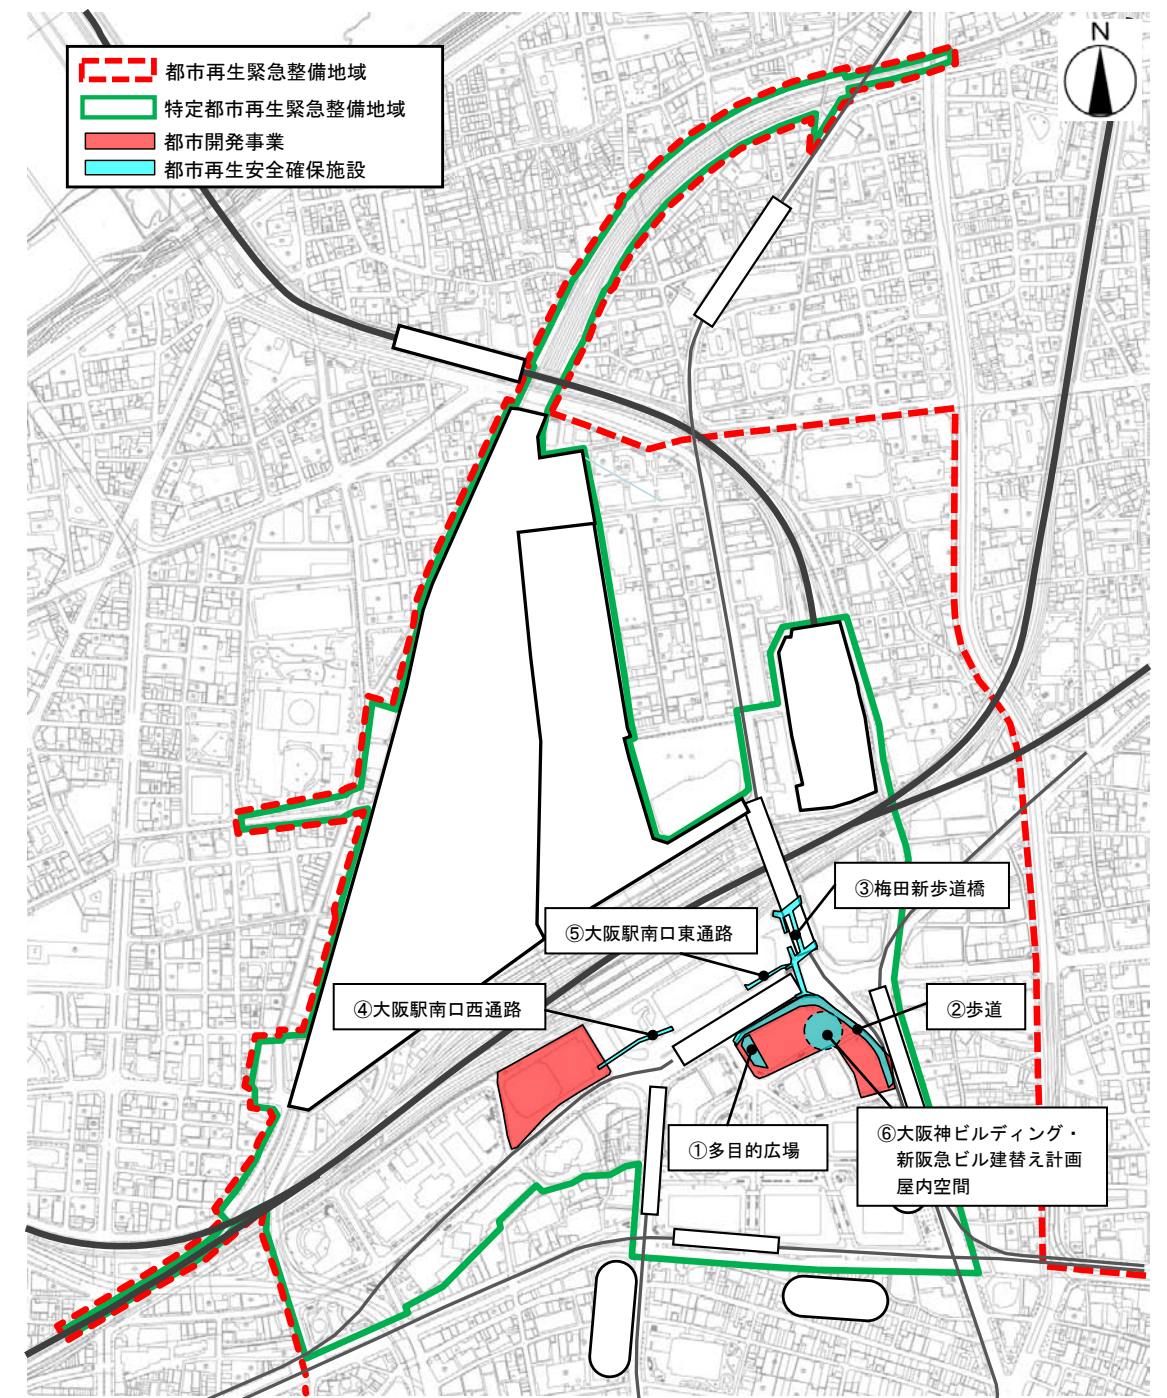 N
都市再生緊急整備地域
特定都市再生緊急整備地域
都市開発事業
都市再生安全確保施設
③梅田新歩道橋
⑤大阪駅南口東通路
④大阪駅南口西通路
②歩道
①多目的広場
⑥大阪神ビルディング・
新阪急ビル建替え計画
屋内空間